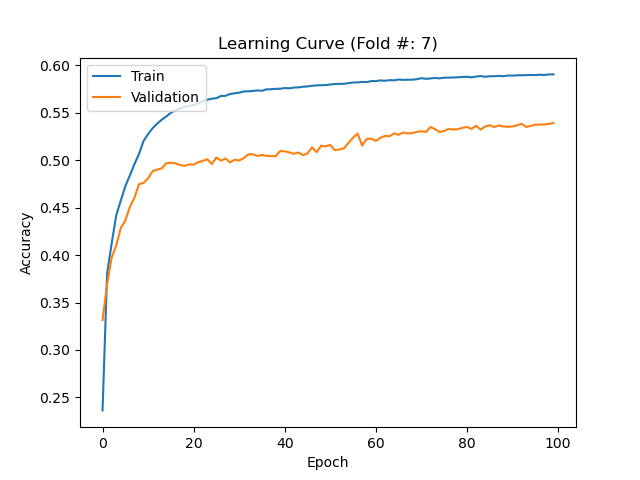 Learning Curve (Fold #: 7)
Train
Validation
Accuracy
0.60
0.55
0.50
0.45
0.40
0.35
0.30
0.25
0 20 40 60 80 100
Epoch